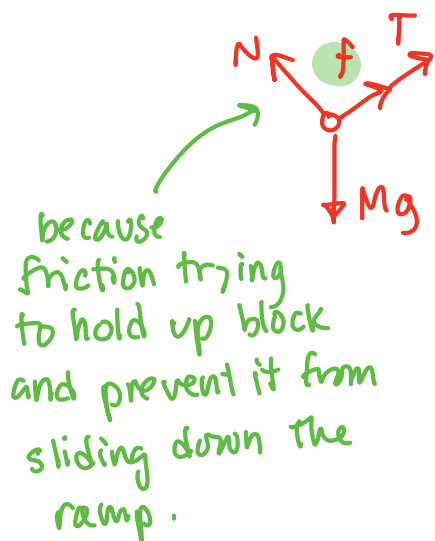 N f T
Mg
because
friction trying
to hold up block
and prevent it from
sliding down the
ramp.